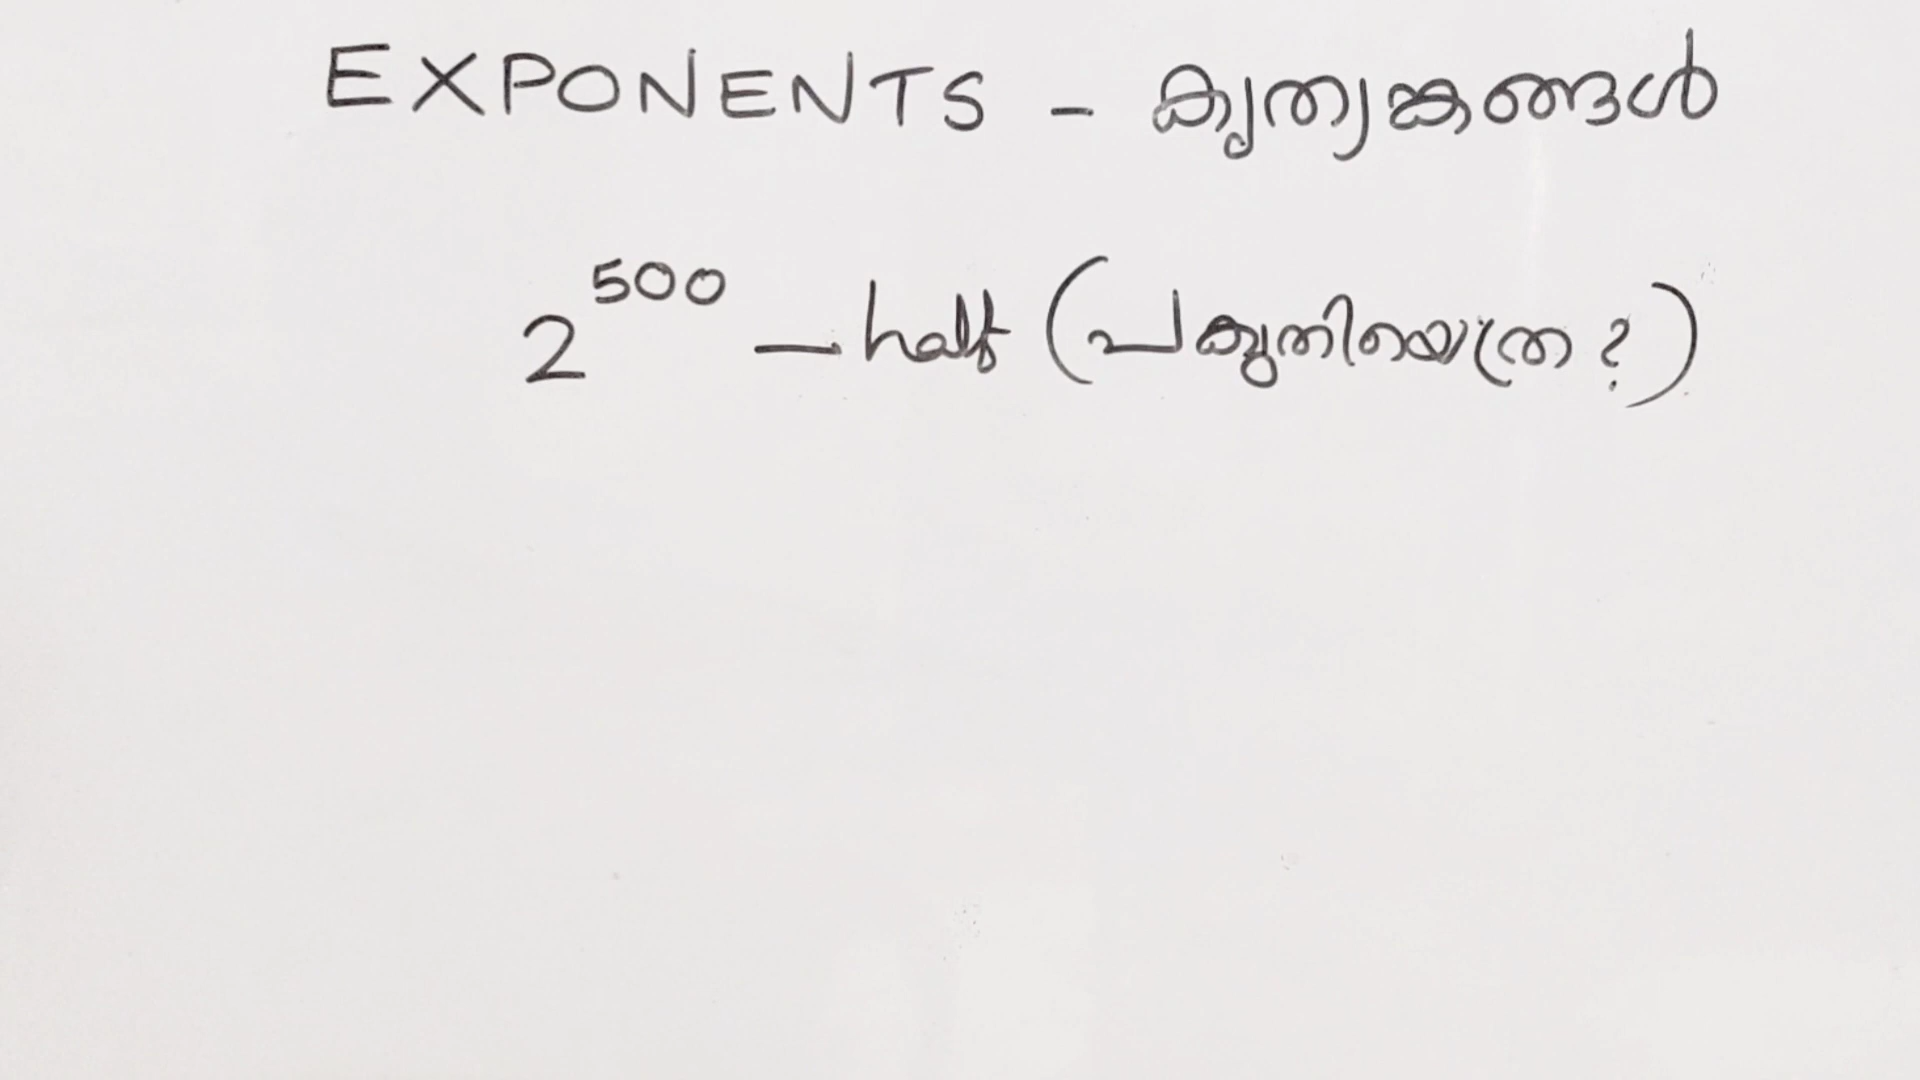 EXPONENTS - കൃത്യങ്കങ്ങൾ
2^500 — half (പകുതിയെത്ര?)